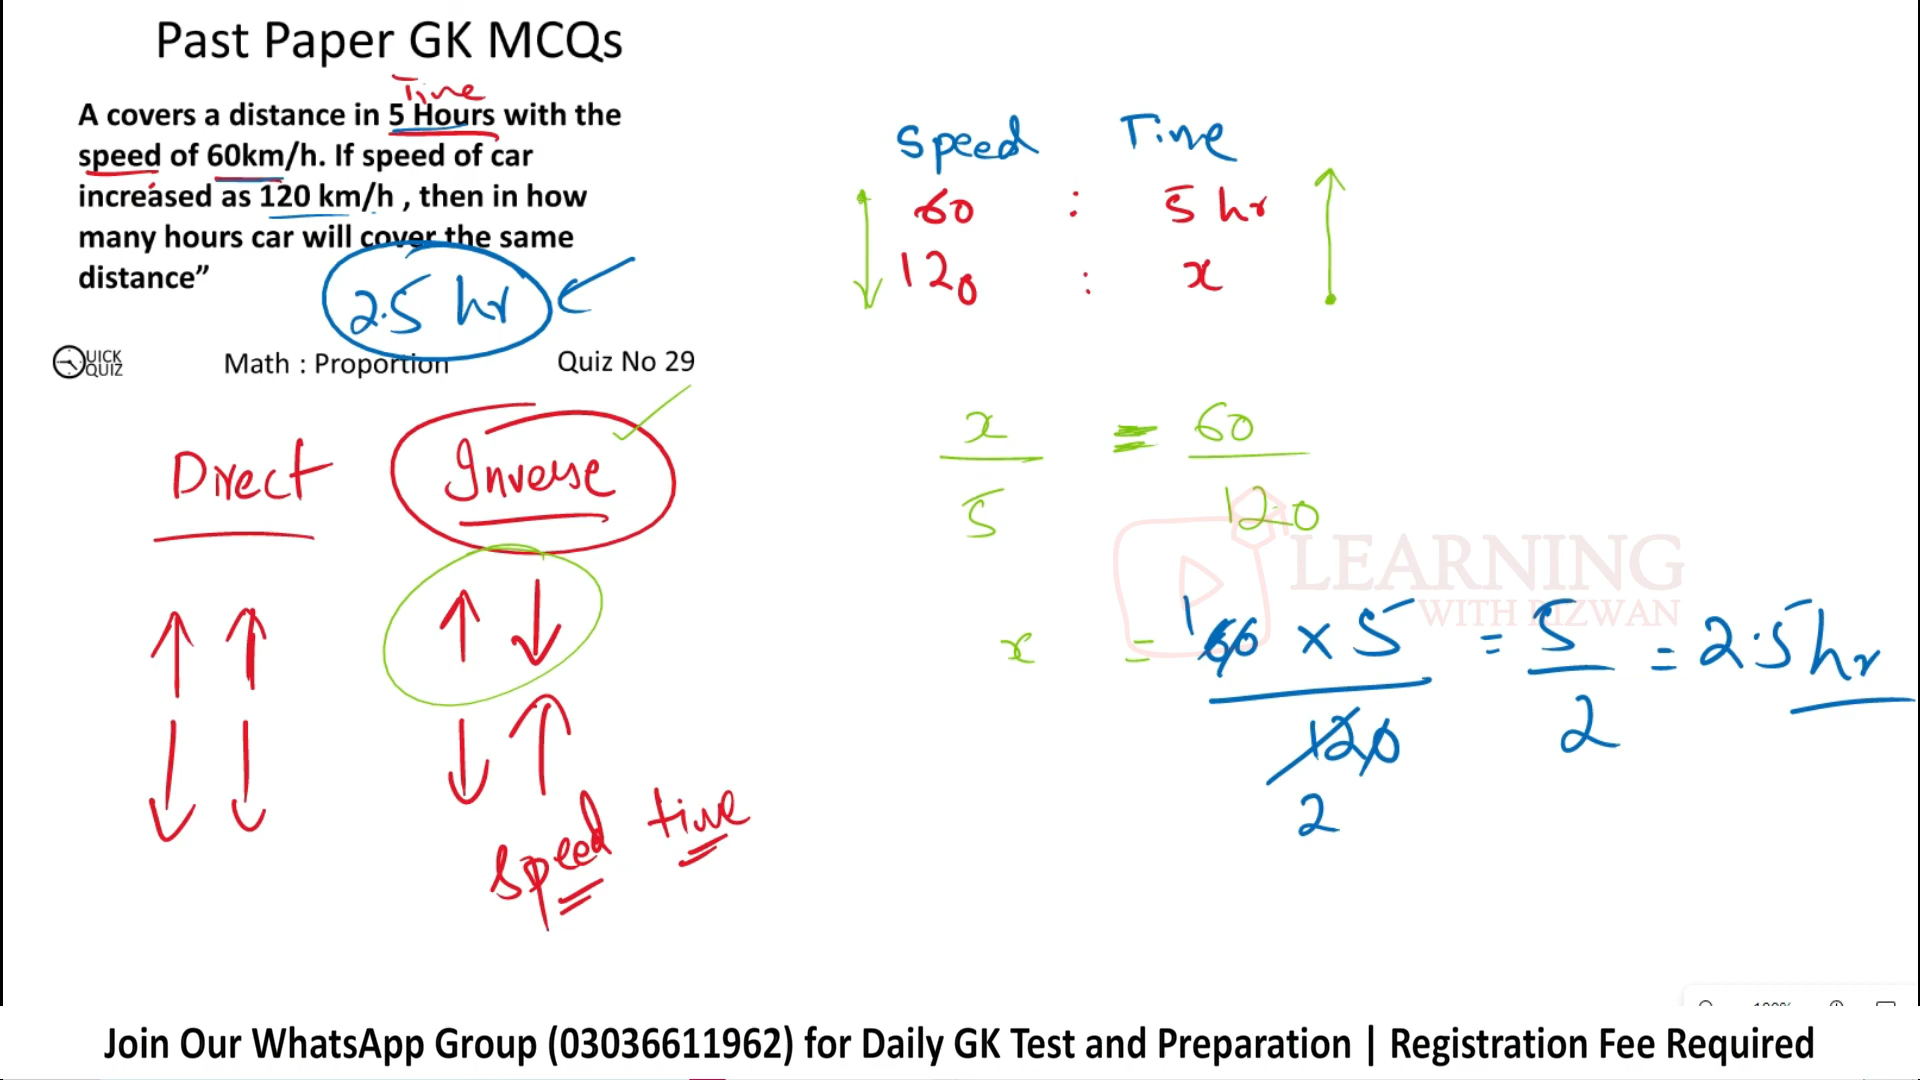 Past Paper GK MCQs
Time
A covers a distance in 5 Hours with the
speed of 60km/h. If speed of car
increased as 120 km/h , then in how
many hours car will cover the same
distance”
2.5 hr
QUICK
QUIZ
Math : Proportion
Quiz No 29
Direct
Inverse
speed time
Speed Time
60 : 5 hr
120 : x
x = 60
5 120
LEARNING
WITH RIZWAN
1
x = 60 x 5 = 5 = 2.5 hr
120 2
2
100%
Join Our WhatsApp Group (03036611962) for Daily GK Test and Preparation | Registration Fee Required